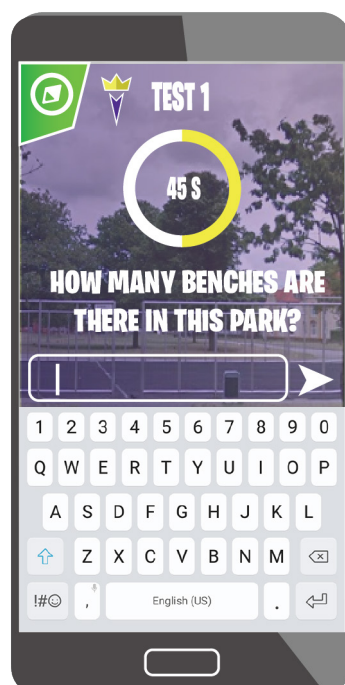 TEST 1
45 S
HOW MANY BENCHES ARE
THERE IN THIS PARK?
1 2 3 4 5 6 7 8 9 0
Q W E R T Y U I O P
A S D F G H J K L
Z X C V B N M
!#☺ , English (US) .